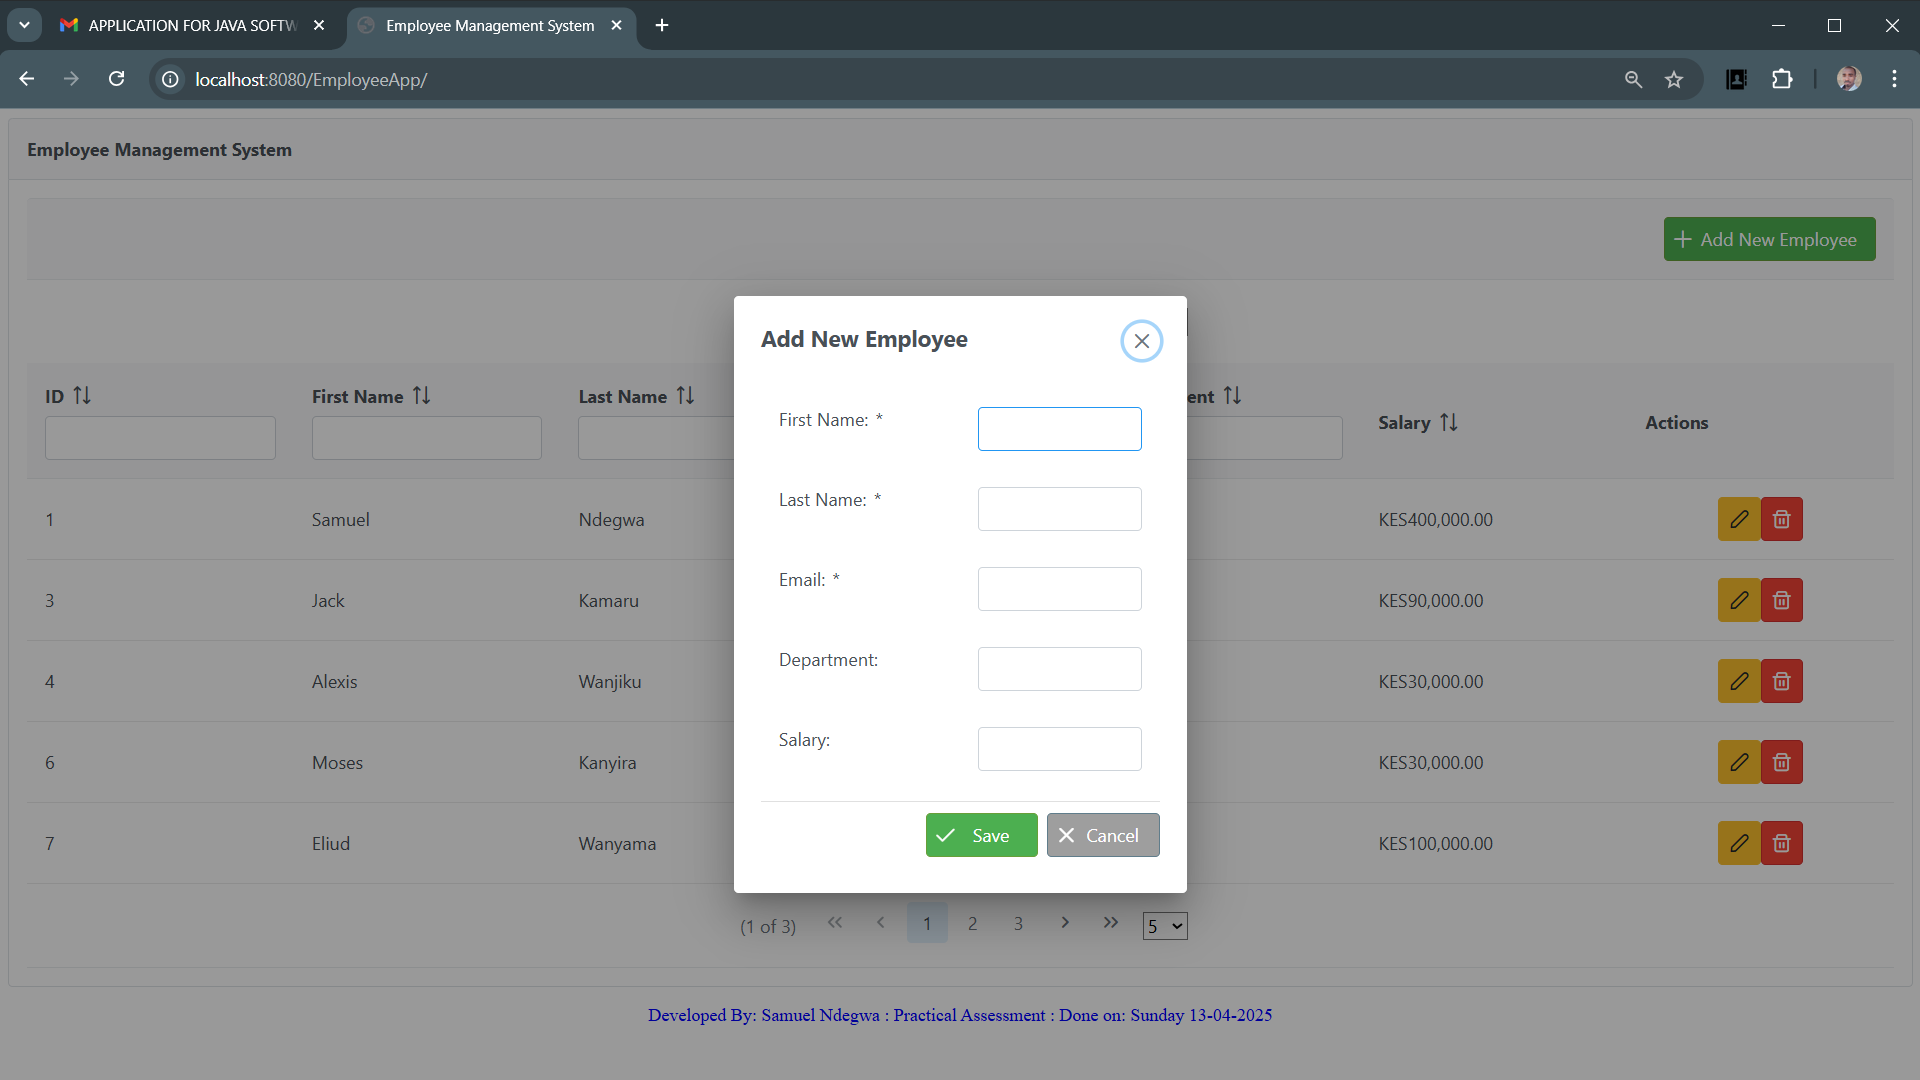 APPLICATION FOR JAVA SOFTW
Employee Management System
localhost:8080/EmployeeApp/
Employee Management System
Add New Employee
Add New Employee
First Name: *
Last Name: *
Email: *
Department:
Salary:
Save Cancel
ID First Name Last Name ent Salary Actions
1 Samuel Ndegwa KES400,000.00
3 Jack Kamaru KES90,000.00
4 Alexis Wanjiku KES30,000.00
6 Moses Kanyira KES30,000.00
7 Eliud Wanyama KES100,000.00
(1 of 3) 1 2 3 5
Developed By: Samuel Ndegwa : Practical Assessment : Done on: Sunday 13-04-2025